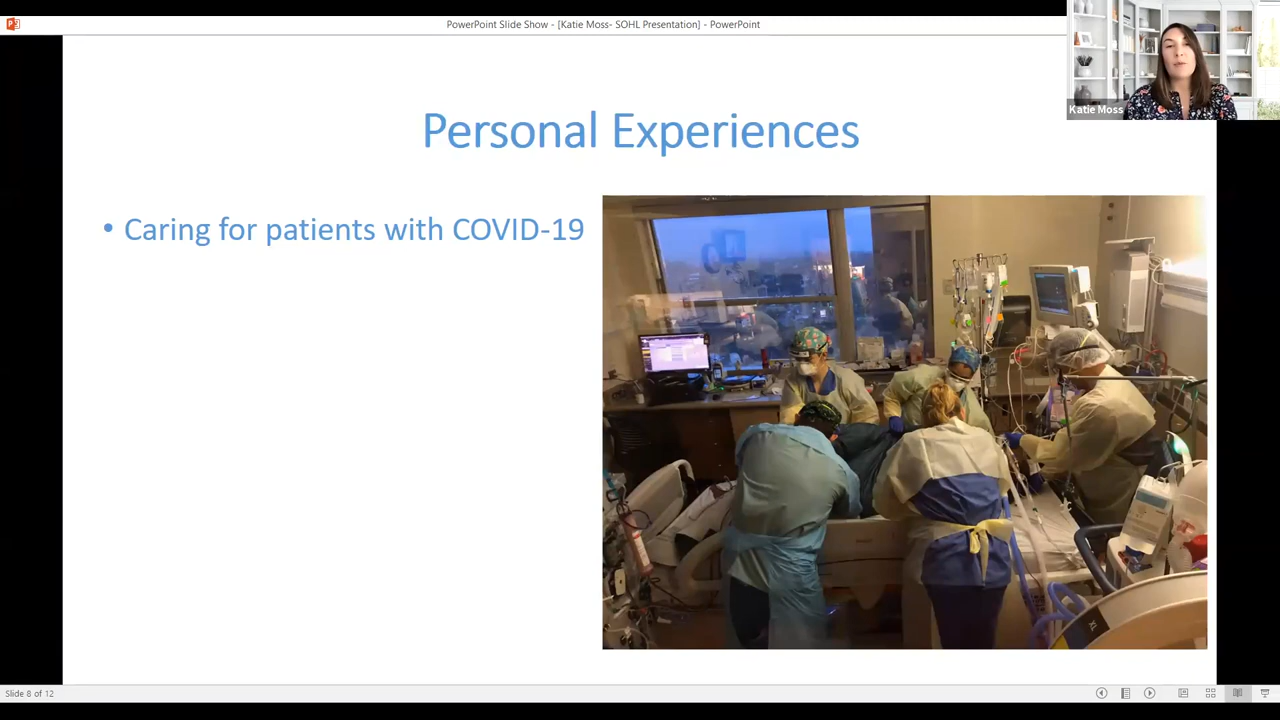 PowerPoint Slide Show - [Katie Moss- SOHL Presentation] - PowerPoint
Katie Moss
Personal Experiences
• Caring for patients with COVID-19
XL
Slide 8 of 12